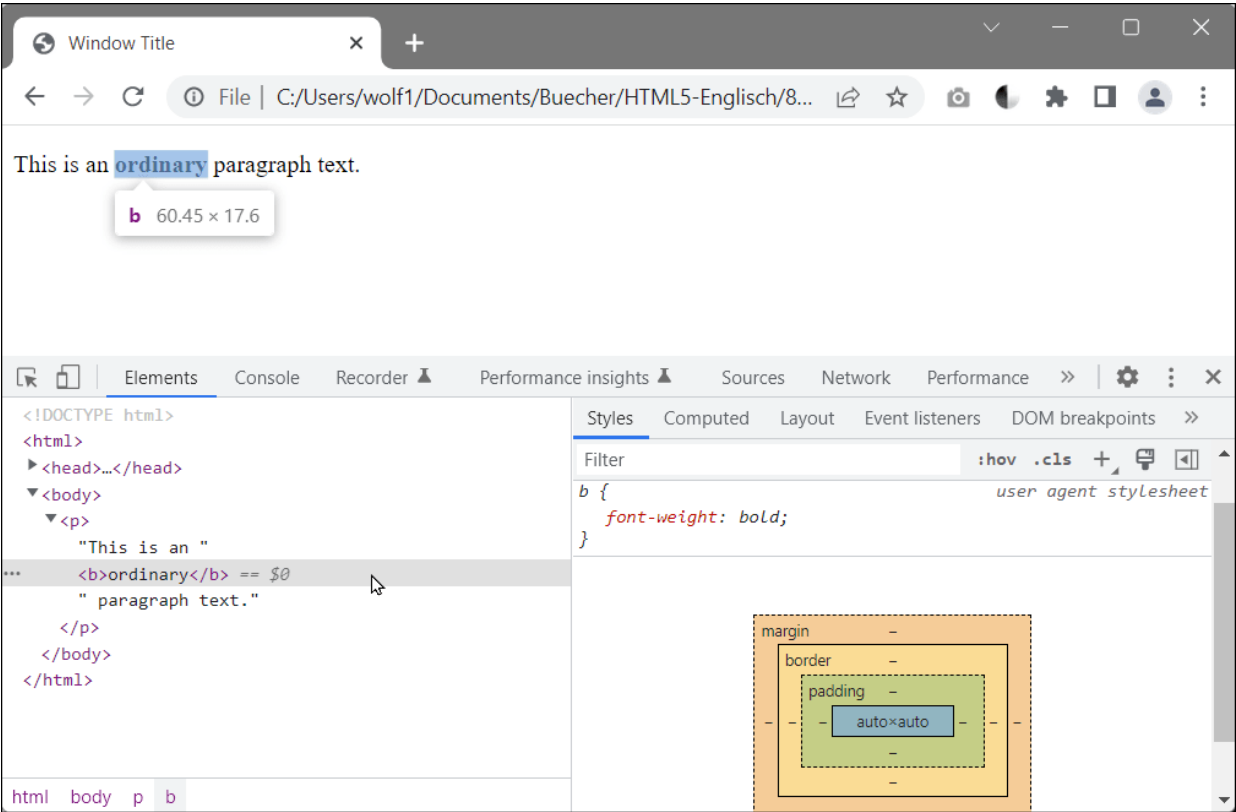 Window Title
File | C:/Users/wolf1/Documents/Buecher/HTML5-Englisch/8...
This is an ordinary paragraph text.
b 60.45 × 17.6
Elements Console Recorder Performance insights Sources Network Performance »
<!DOCTYPE html>
<html>
<head>…</head>
<body>
<p>
"This is an "
<b>ordinary</b> == $0
" paragraph text."
</p>
</body>
</html>
html body p b
Styles Computed Layout Event listeners DOM breakpoints »
Filter :hov .cls
b { user agent stylesheet
font-weight: bold;
}
margin –
border –
padding –
– – – auto×auto – – –
–
–